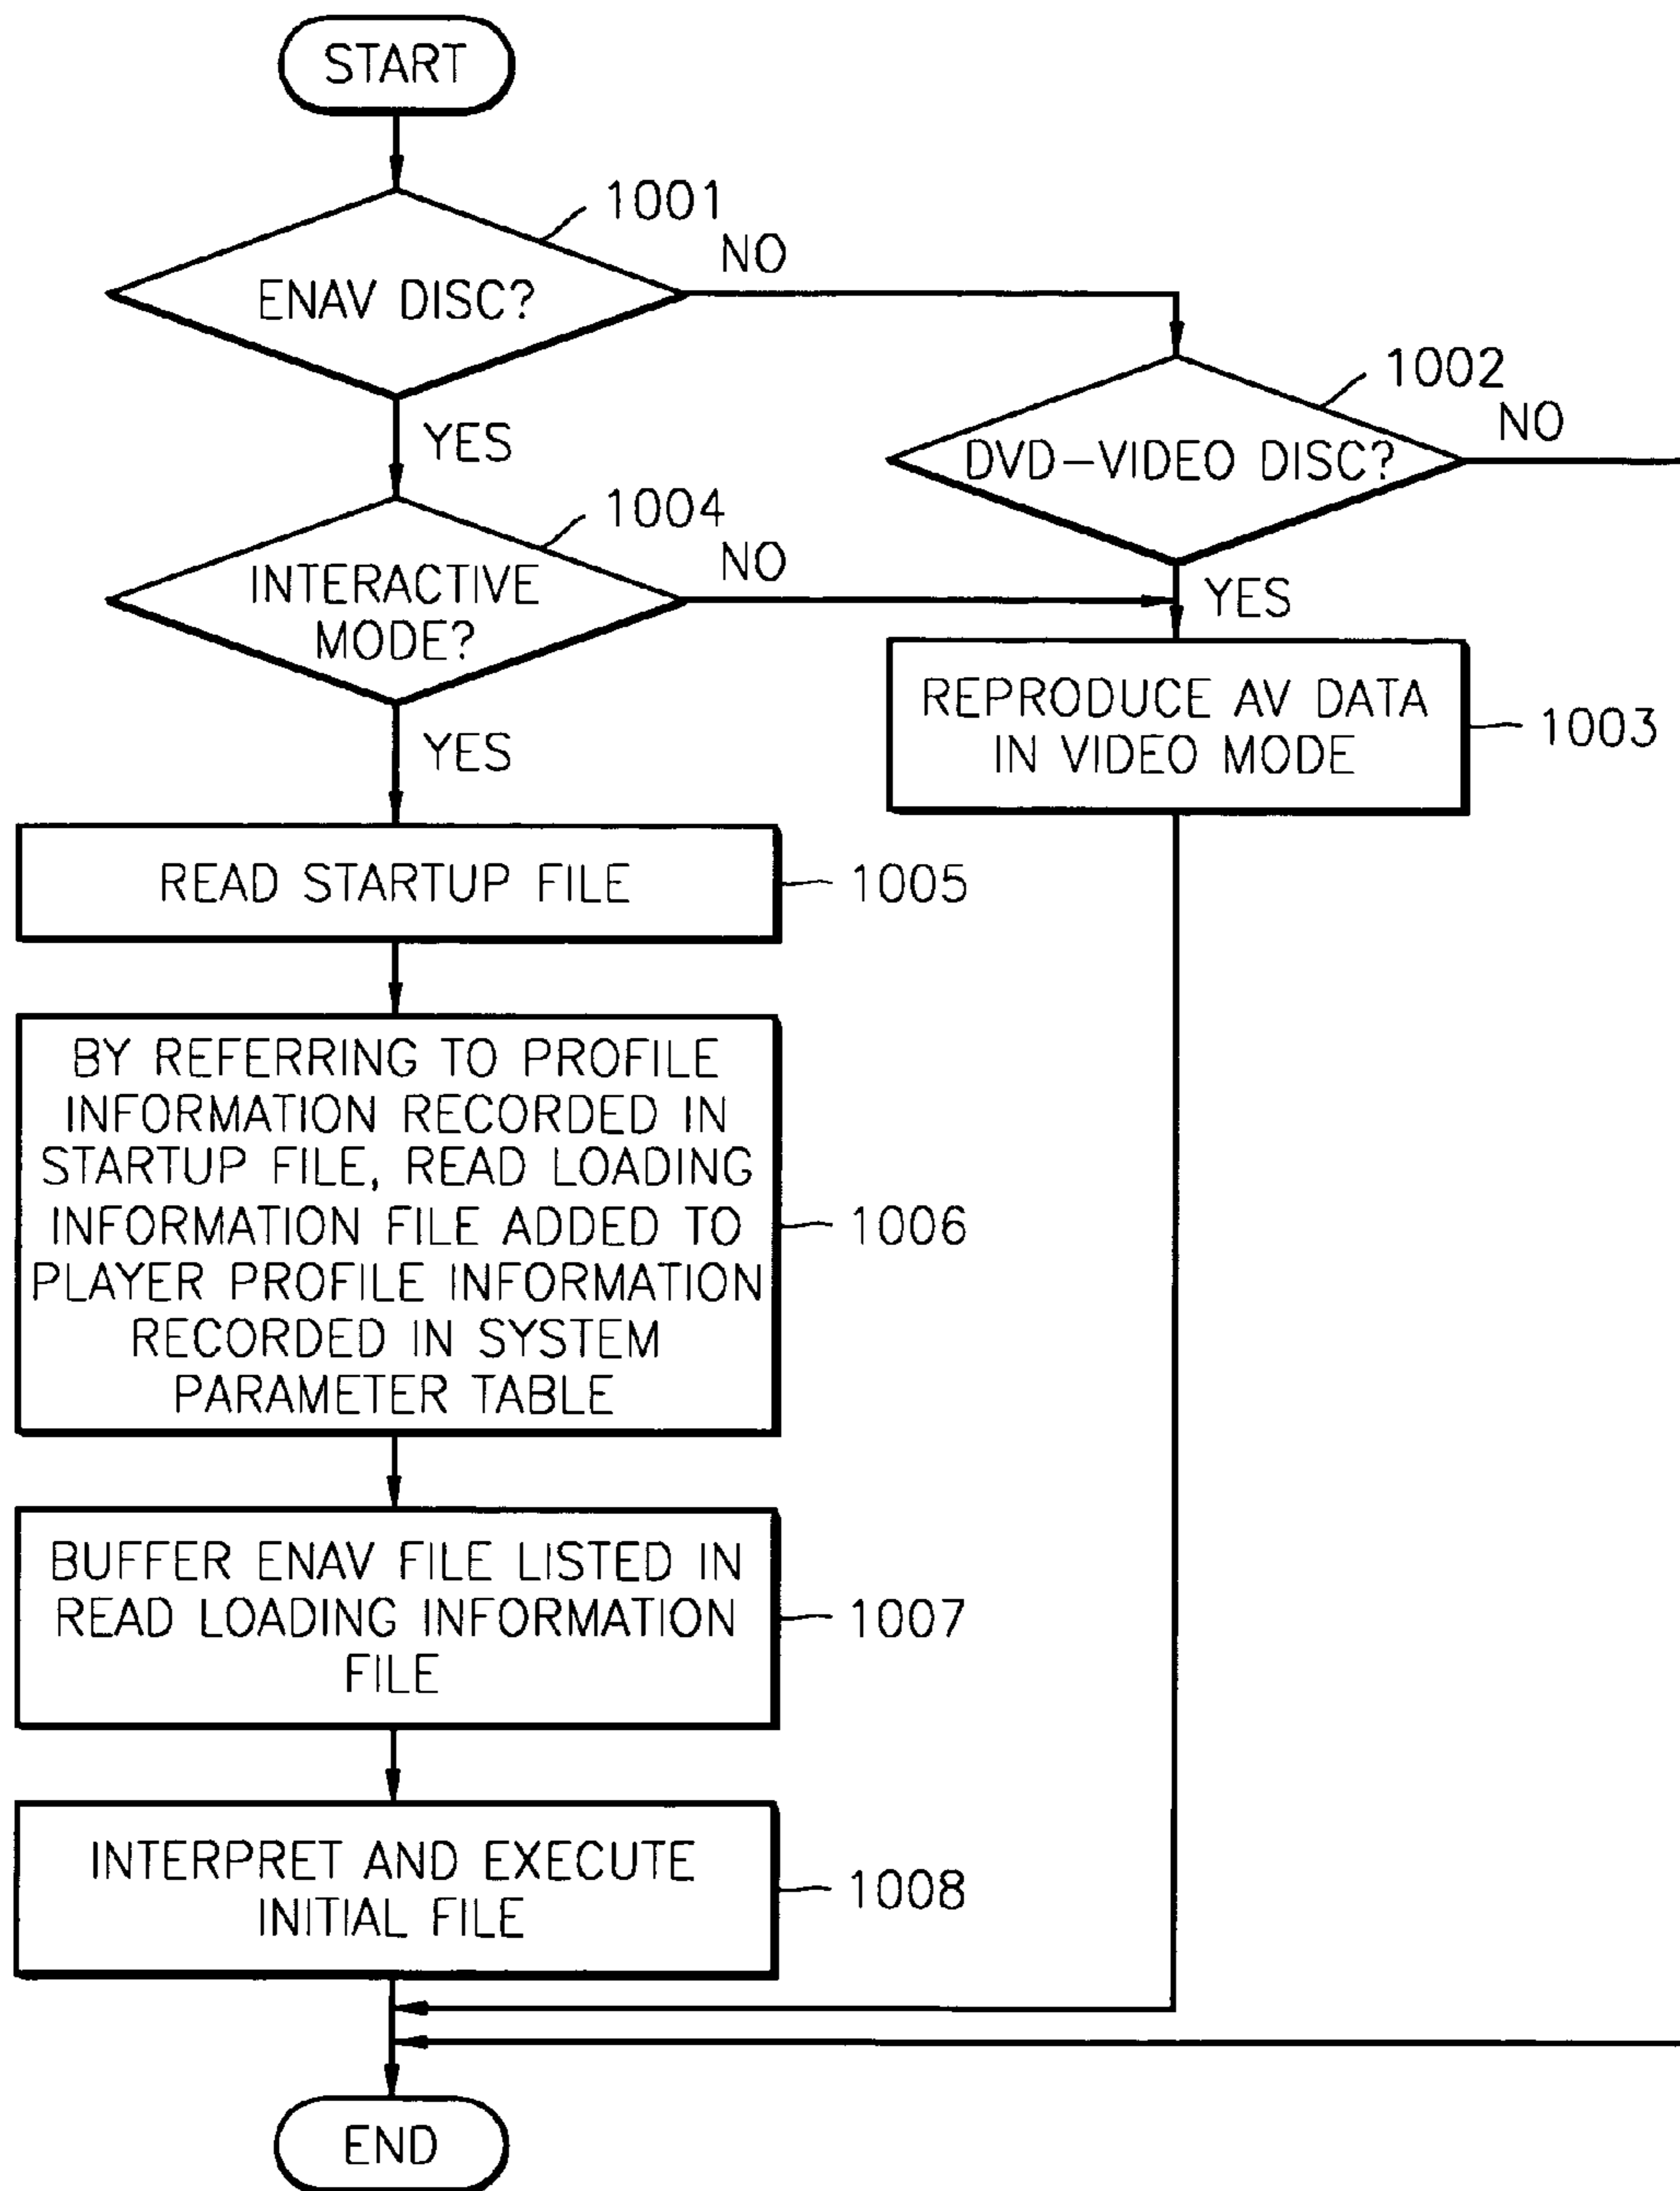 START
1001
NO
ENAV DISC?
1002
NO
YES
DVD-VIDEO DISC?
1004
NO
INTERACTIVE
MODE?
YES
REPRODUCE AV DATA
IN VIDEO MODE
1003
YES
READ STARTUP FILE
1005
BY REFERRING TO PROFILE
INFORMATION RECORDED IN
STARTUP FILE, READ LOADING
INFORMATION FILE ADDED TO
PLAYER PROFILE INFORMATION
RECORDED IN SYSTEM
PARAMETER TABLE
1006
BUFFER ENAV FILE LISTED IN
READ LOADING INFORMATION
FILE
1007
INTERPRET AND EXECUTE
INITIAL FILE
1008
END